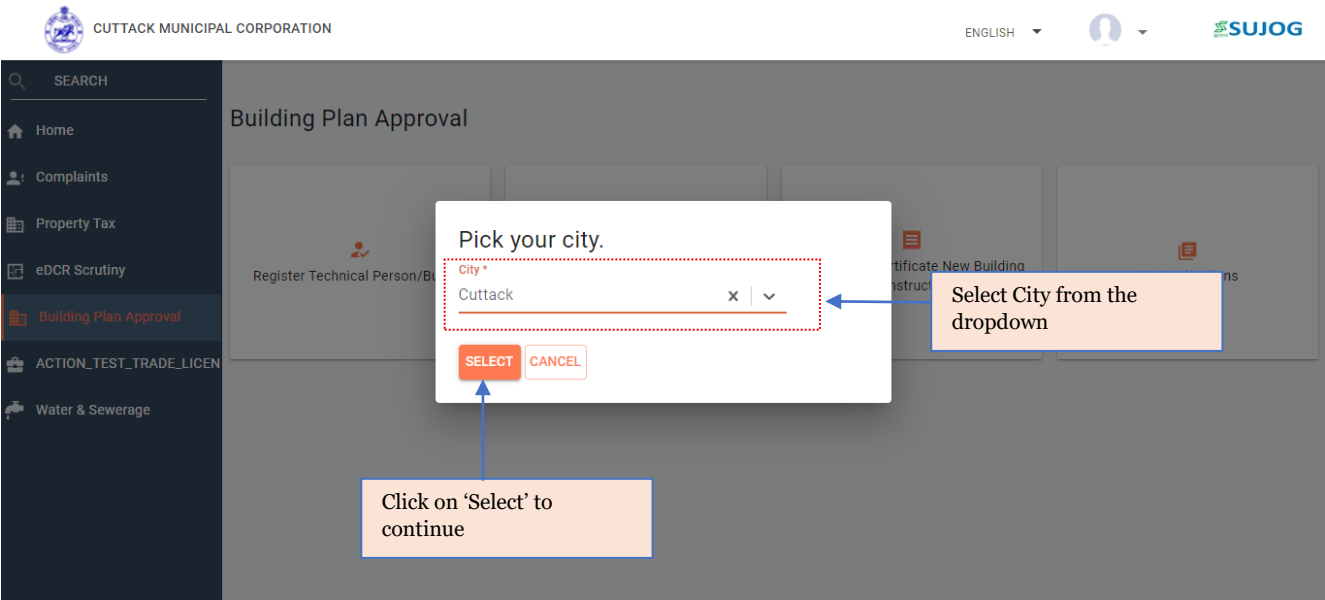 CUTTACK MUNICIPAL CORPORATION
ENGLISH
SUJOG
SEARCH
Home
Complaints
Property Tax
eDCR Scrutiny
Building Plan Approval
ACTION_TEST_TRADE_LICEN
Water & Sewerage
Building Plan Approval
Register Technical Person/Bu
tificate New Building
nstruc
ns
Pick your city.
City *
Cuttack
SELECT CANCEL
Select City from the
dropdown
Click on ‘Select’ to
continue